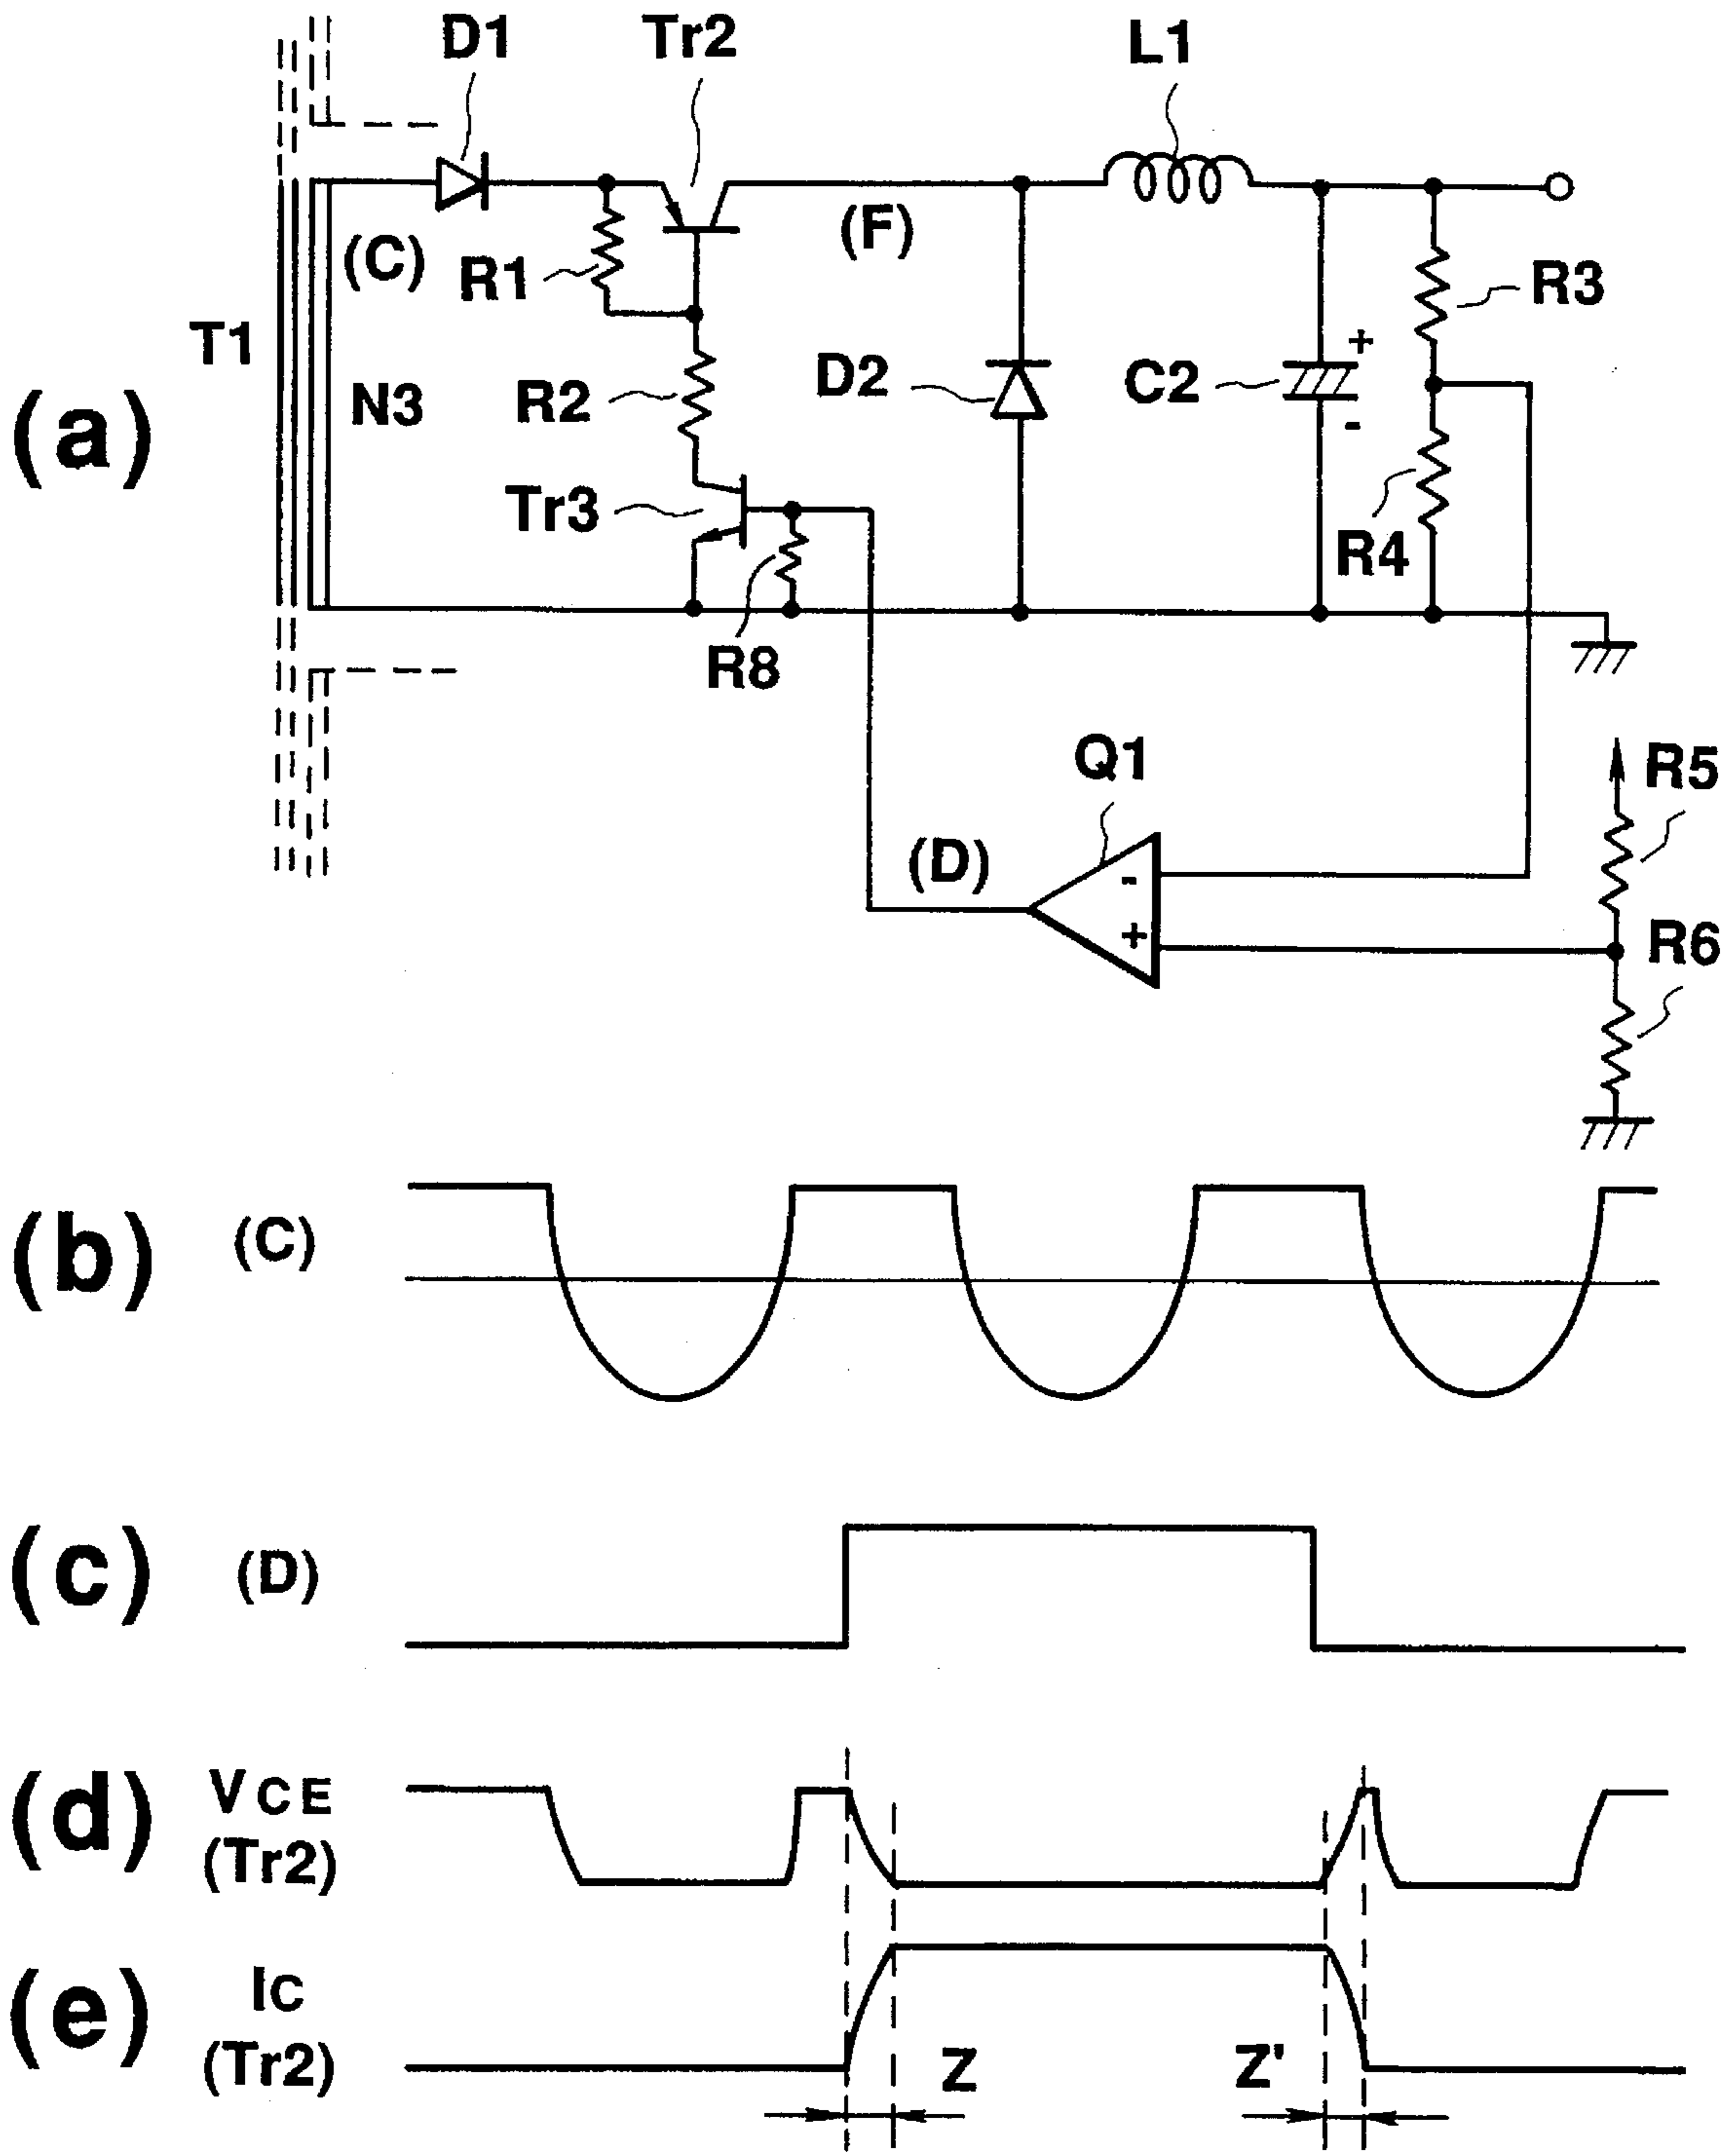 D1 Tr2 L1
(C) R1 (F) R3
T1
(a) N3 R2 D2 C2 +
-
Tr3 R4
R8
Q1 R5
(D) -
+ R6
(b) (C)
(c) (D)
(d) VCE
(Tr2)
(e) IC
(Tr2) Z Z'